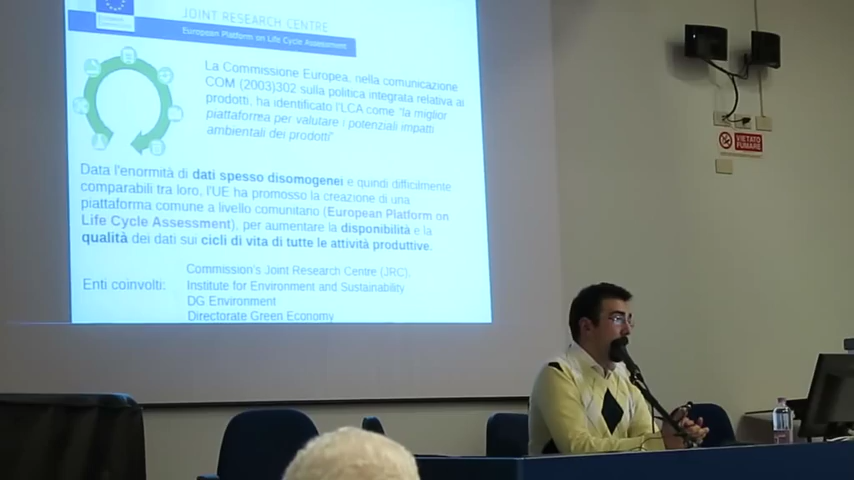 JOINT RESEARCH CENTRE
European Platform on Life Cycle Assessment
La Commissione Europea, nella comunicazione
COM (2003)302 sulla politica integrata relativa ai
prodotti, ha identificato l'LCA come "la miglior
piattaforma per valutare i potenziali impatti
ambientali dei prodotti"
Data l'enormità di dati spesso disomogenei e quindi difficilmente
comparabili tra loro, l'UE ha promosso la creazione di una
piattaforma comune a livello comunitario (European Platform on
Life Cycle Assessment), per aumentare la disponibilità e la
qualità dei dati sui cicli di vita di tutte le attività produttive.
Enti coinvolti:
Commission's Joint Research Centre (JRC),
Institute for Environment and Sustainability
DG Environment
Directorate Green Economy
VIETATO
FUMARE